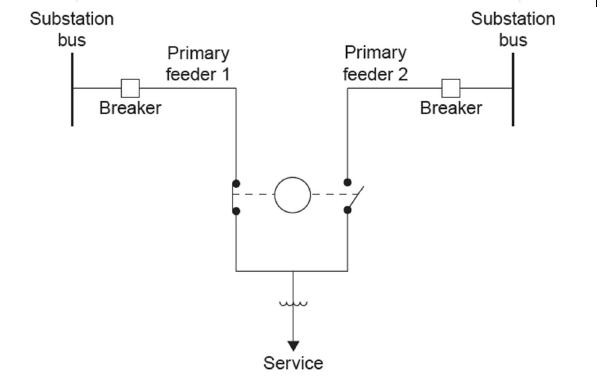 Substation
bus
Substation
bus
Primary
feeder 1
Primary
feeder 2
Breaker
Breaker
Service